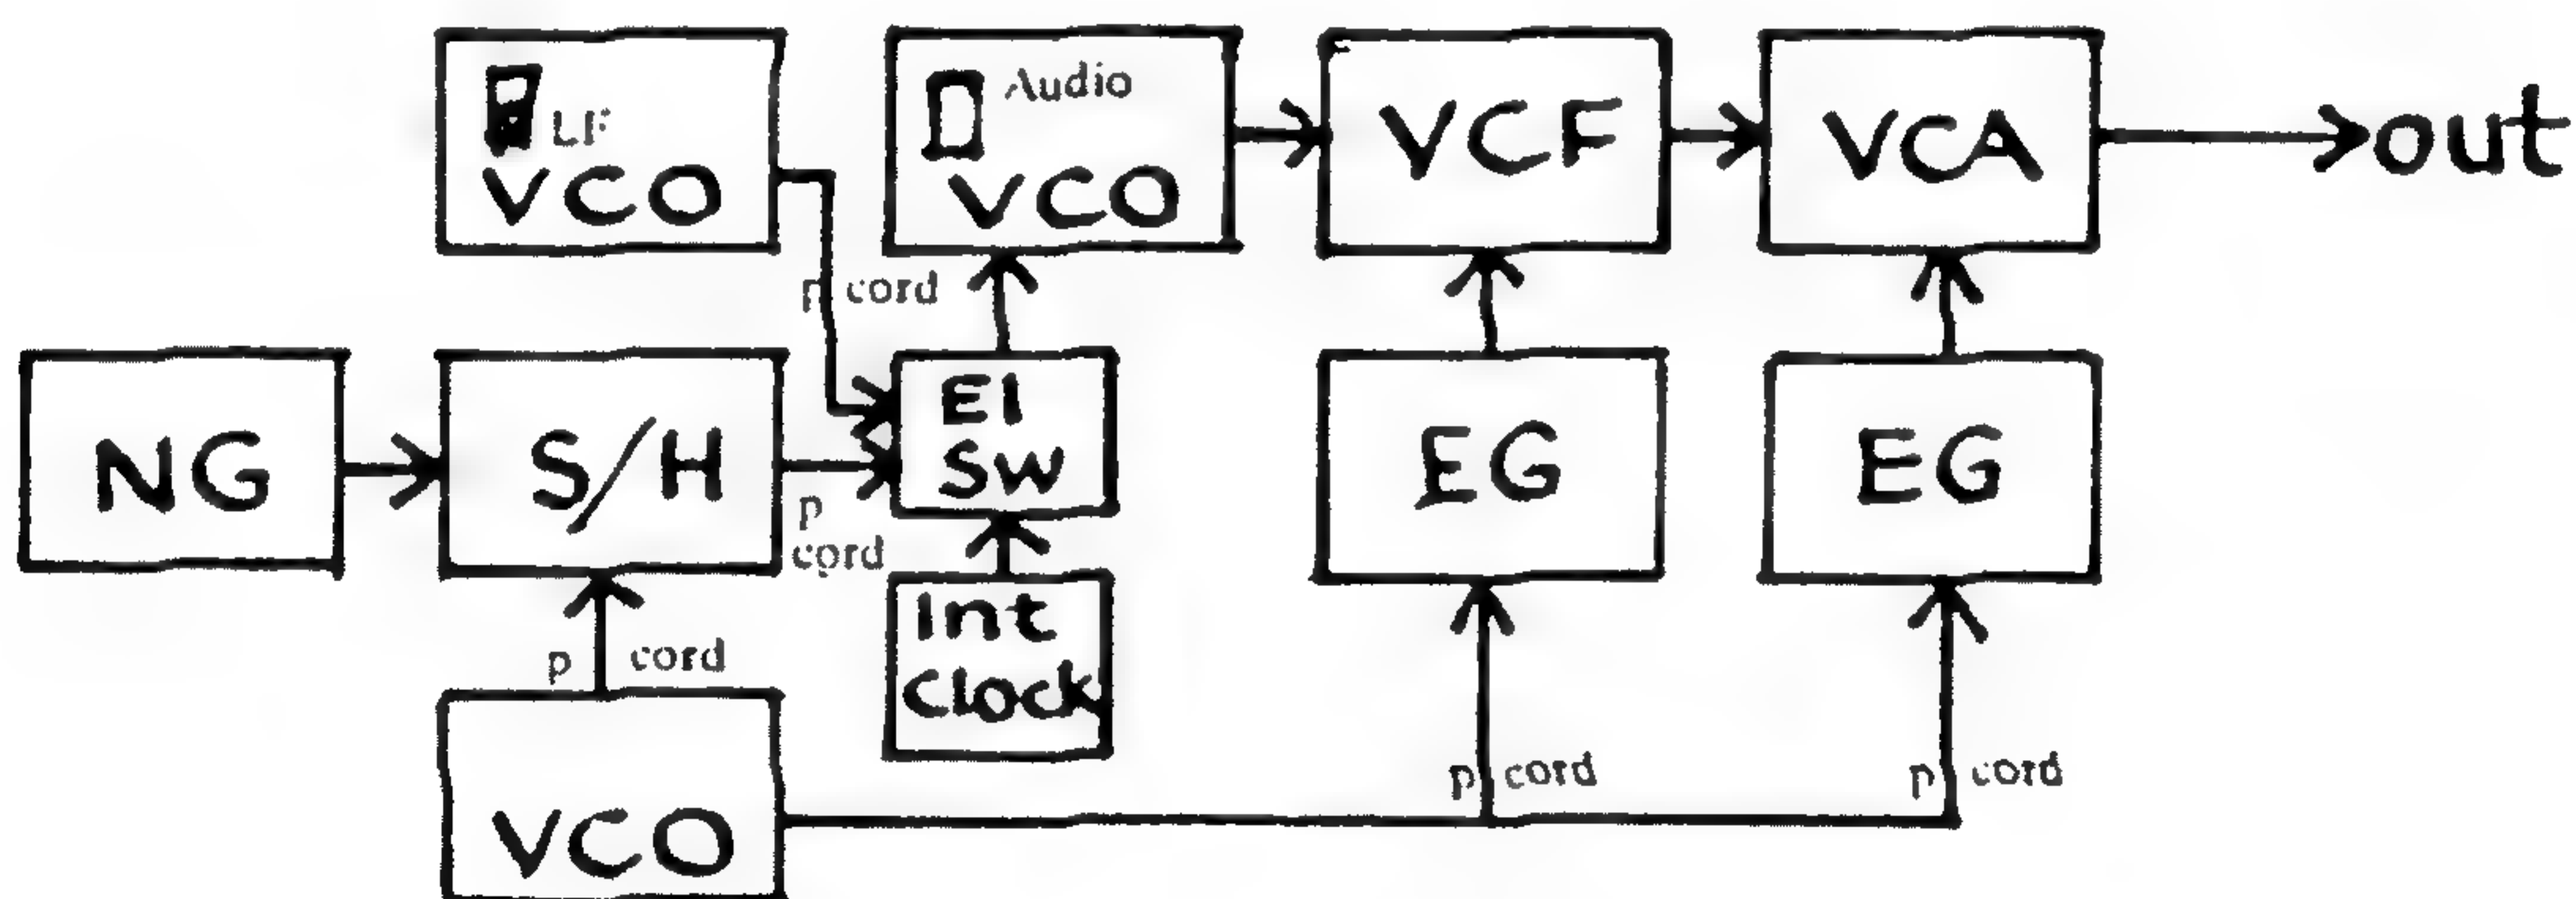 LF
VCO
Audio
VCO
VCF
VCA
out
p cord
NG
S/H
El
SW
EG
EG
p
cord
Int
Clock
p cord
VCO
p cord
p cord